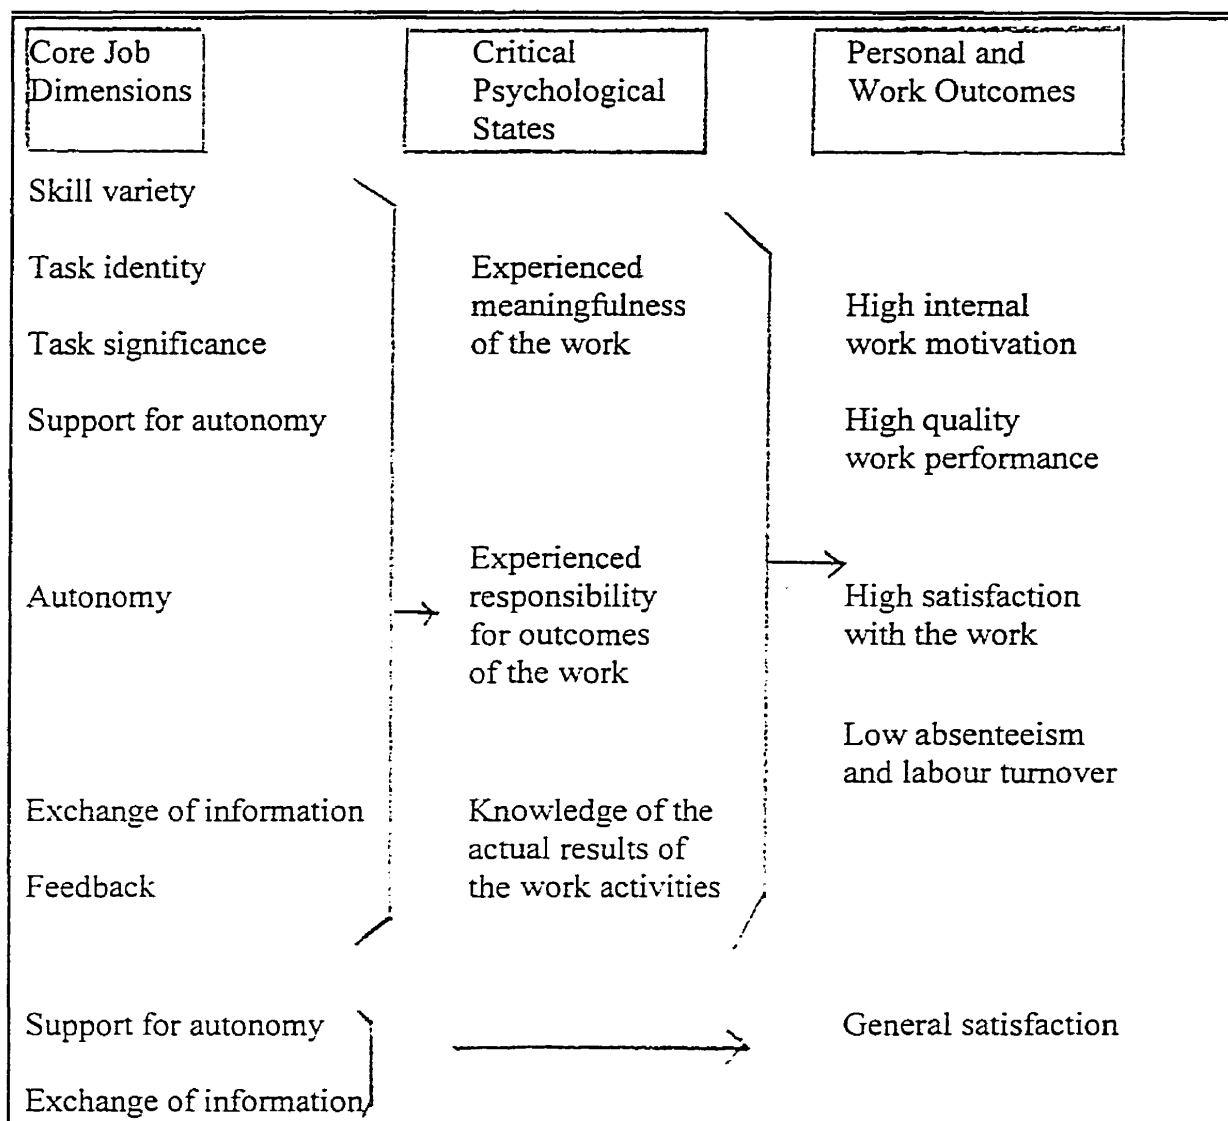 Core Job
Dimensions
Critical
Psychological
States
Personal and
Work Outcomes
Skill variety
Task identity
Task significance
Support for autonomy
Autonomy
Exchange of information
Feedback
Experienced
meaningfulness
of the work
Experienced
responsibility
for outcomes
of the work
Knowledge of the
actual results of
the work activities
High internal
work motivation
High quality
work performance
High satisfaction
with the work
Low absenteeism
and labour turnover
Support for autonomy
Exchange of information
General satisfaction